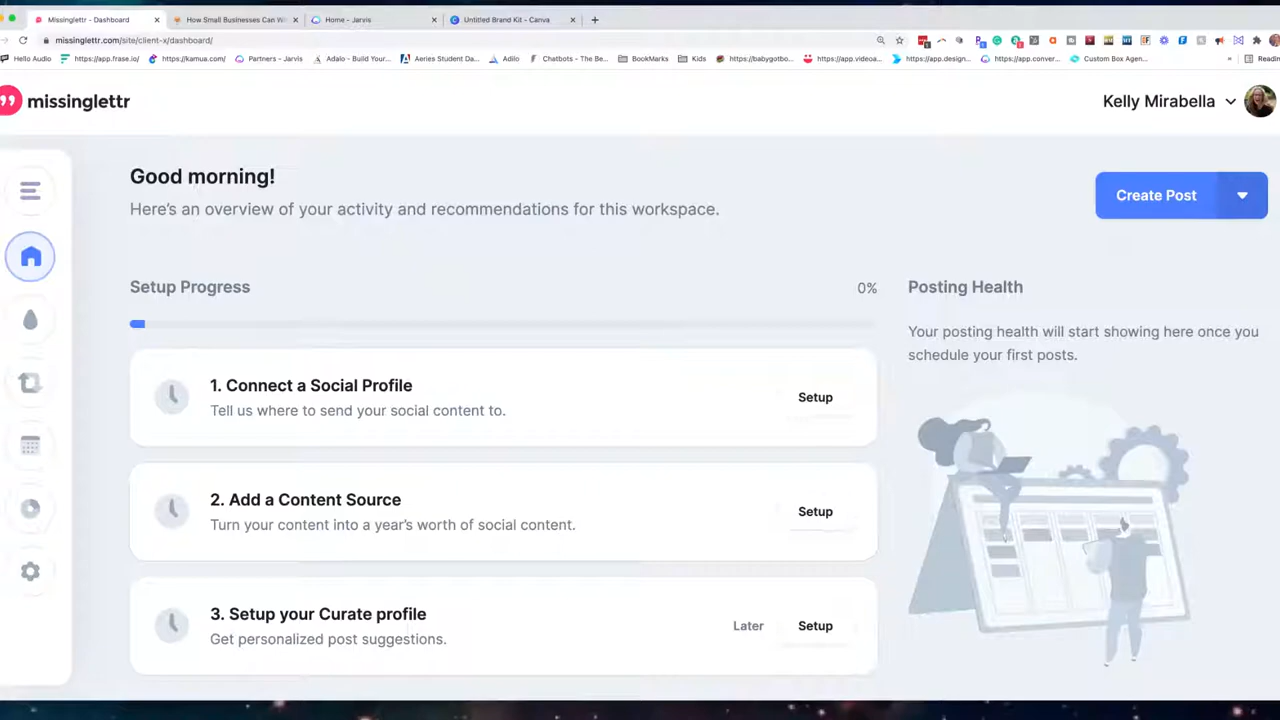 Missinglettr - Dashboard
How Small Businesses Can W
Home - Jarvis
Untitled Brand Kit - Canva
missinglettr.com/site/client-x/dashboard/
Hello Audio
https://app.frase.io/
https://kamua.com/
Partners - Jarvis
Adalo - Build Your...
Aeries Student Da...
Adilo
Chatbots - The Be...
BookMarks
Kids
https://babygotbo...
https://app.videoa...
https://app.design...
https://app.conver...
Custom Box Agen...
»
Readin
missinglettr
Kelly Mirabella
Good morning!
Here's an overview of your activity and recommendations for this workspace.
Create Post
Setup Progress
0%
Posting Health
Your posting health will start showing here once you
schedule your first posts.
1. Connect a Social Profile
Tell us where to send your social content to.
Setup
2. Add a Content Source
Turn your content into a year's worth of social content.
Setup
3. Setup your Curate profile
Get personalized post suggestions.
Later
Setup